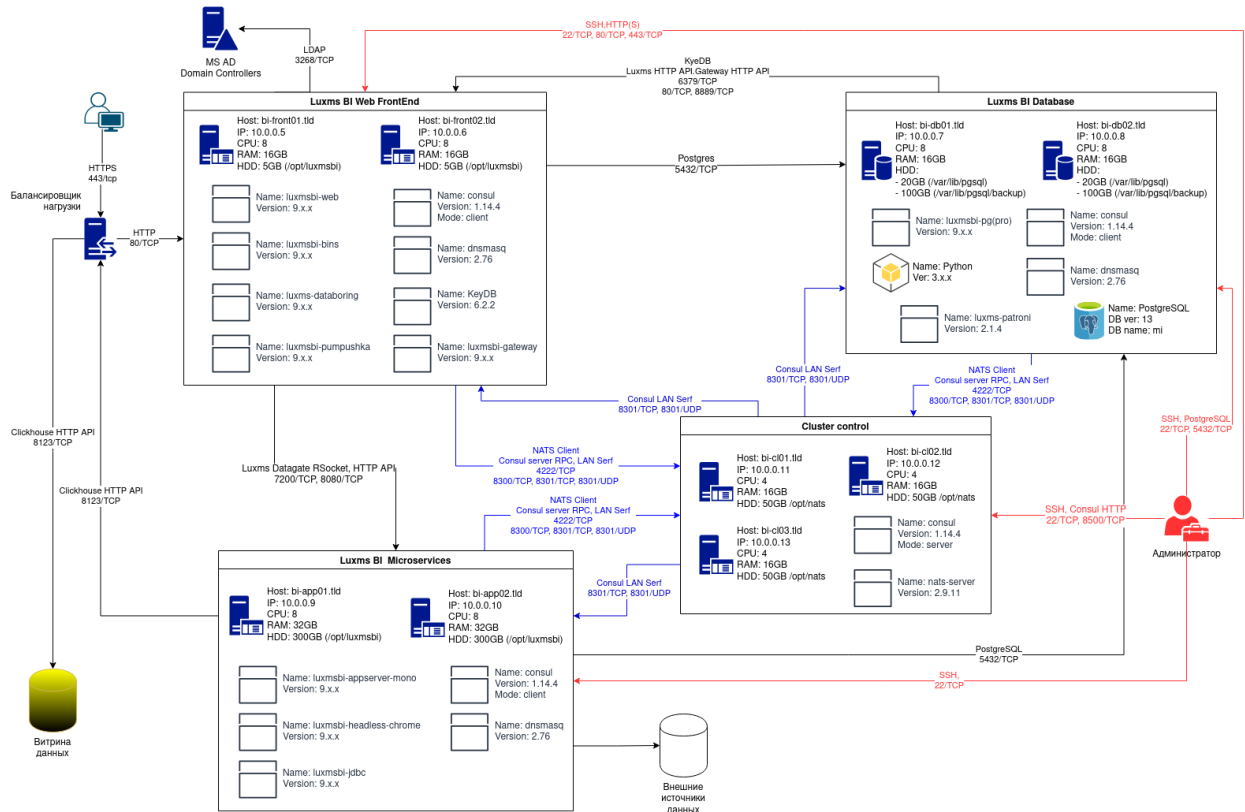 SSH,HTTP(S)
22/TCP, 80/TCP, 443/TCP
MS AD
Domain Controllers
LDAP
3268/TCP
KyeDB
Luxms HTTP API.Gateway HTTP API
6379/TCP
80/TCP, 8889/TCP
HTTPS
443/tcp
Балансировщик
нагрузки
HTTP
80/TCP
Luxms BI Web FrontEnd
Host: bi-front01.tld
IP: 10.0.0.5
CPU: 8
RAM: 16GB
HDD: 5GB (/opt/luxmsbi)
Host: bi-front02.tld
IP: 10.0.0.6
CPU: 8
RAM: 16GB
HDD: 5GB (/opt/luxmsbi)
Name: luxmsbi-web
Version: 9.x.x
Name: consul
Version: 1.14.4
Mode: client
Name: luxmsbi-bins
Version: 9.x.x
Name: dnsmasq
Version: 2.76
Name: luxms-databoring
Version: 9.x.x
Name: KeyDB
Version: 6.2.2
Name: luxmsbi-pumpushka
Version: 9.x.x
Name: luxmsbi-gateway
Version: 9.x.x
Postgres
5432/TCP
Luxms BI Database
Host: bi-db01.tld
IP: 10.0.0.7
CPU: 8
RAM: 16GB
HDD:
- 20GB (/var/lib/pgsql)
- 100GB (/var/lib/pgsql/backup)
Host: bi-db02.tld
IP: 10.0.0.8
CPU: 8
RAM: 16GB
HDD:
- 20GB (/var/lib/pgsql)
- 100GB (/var/lib/pgsql/backup)
Name: luxmsbi-pg(pro)
Version: 9.x.x
Name: consul
Version: 1.14.4
Mode: client
Name: Python
Ver: 3.x.x
Name: dnsmasq
Version: 2.76
Name: luxms-patroni
Version: 2.1.4
Name: PostgreSQL
DB ver: 13
DB name: mi
Consul LAN Serf
8301/TCP, 8301/UDP
NATS Client
Consul server RPC, LAN Serf
4222/TCP
8300/TCP, 8301/TCP, 8301/UDP
Consul LAN Serf
8301/TCP, 8301/UDP
SSH, PostgreSQL
22/TCP, 5432/TCP
Clickhouse HTTP API
8123/TCP
NATS Client
Consul server RPC, LAN Serf
4222/TCP
8300/TCP, 8301/TCP, 8301/UDP
Luxms Datagate RSocket, HTTP API
7200/TCP, 8080/TCP
Clickhouse HTTP API
8123/TCP
NATS Client
Consul server RPC, LAN Serf
4222/TCP
8300/TCP, 8301/TCP, 8301/UDP
Cluster control
Host: bi-cl01.tld
IP: 10.0.0.11
CPU: 4
RAM: 16GB
HDD: 50GB /opt/nats
Host: bi-cl02.tld
IP: 10.0.0.12
CPU: 4
RAM: 16GB
HDD: 50GB /opt/nats
Host: bi-cl03.tld
IP: 10.0.0.13
CPU: 4
RAM: 16GB
HDD: 50GB /opt/nats
Name: consul
Version: 1.14.4
Mode: server
Name: nats-server
Version: 2.9.11
SSH, Consul HTTP
22/TCP, 8500/TCP
Администратор
Consul LAN Serf
8301/TCP, 8301/UDP
Luxms BI Microservices
Host: bi-app01.tld
IP: 10.0.0.9
CPU: 8
RAM: 32GB
HDD: 300GB (/opt/luxmsbi)
Host: bi-app02.tld
IP: 10.0.0.10
CPU: 8
RAM: 32GB
HDD: 300GB (/opt/luxmsbi)
Name: luxmsbi-appserver-mono
Version: 9.x.x
Name: consul
Version: 1.14.4
Mode: client
Name: luxmsbi-headless-chrome
Version: 9.x.x
Name: dnsmasq
Version: 2.76
Name: luxmsbi-jdbc
Version: 9.x.x
PostgreSQL
5432/TCP
SSH,
22/TCP
Витрина
данных
Внешние
источники
данных